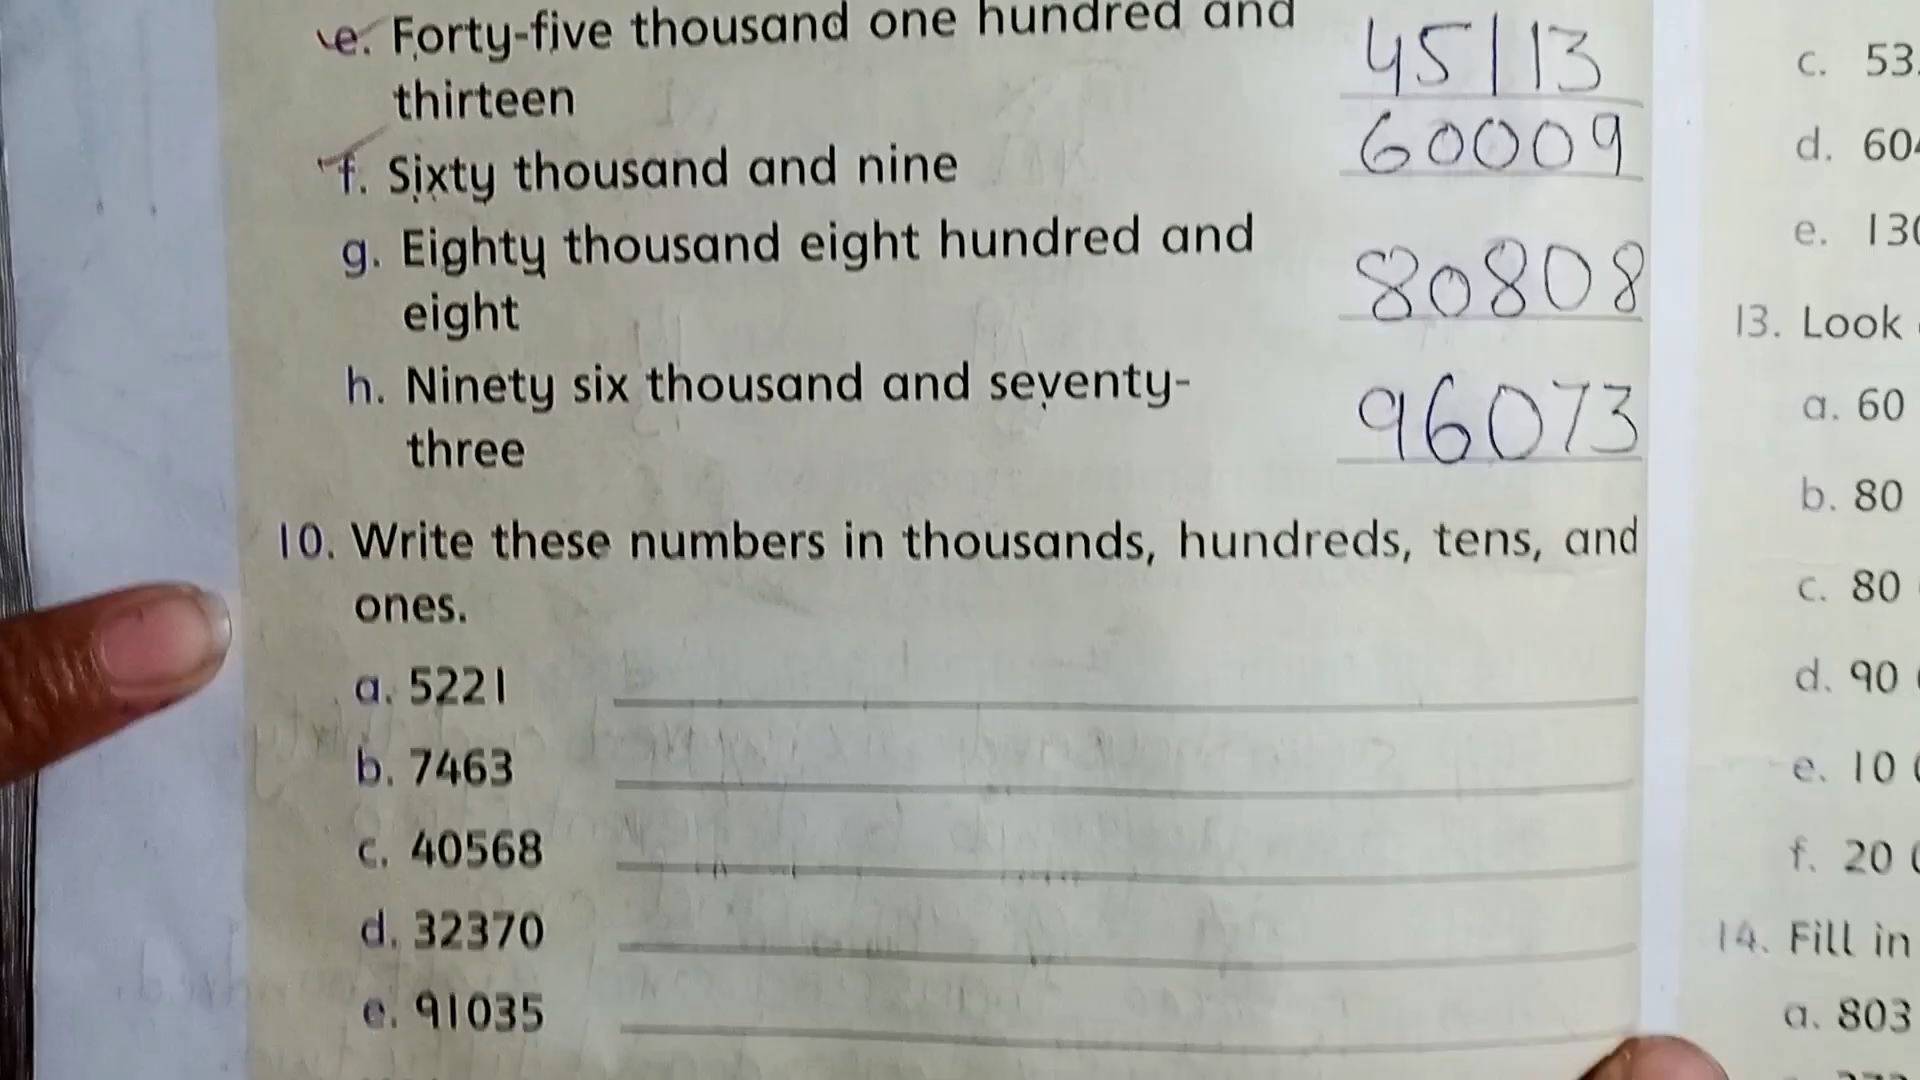 e. Forty-five thousand one hundred and
thirteen 45113
f. Sixty thousand and nine 60009
g. Eighty thousand eight hundred and
eight 80808
h. Ninety six thousand and seventy-
three 96073
10. Write these numbers in thousands, hundreds, tens, and
ones.
a. 5221
b. 7463
c. 40568
d. 32370
e. 91035
c. 53
d. 60
e. 130
13. Look
a. 60
b. 80
c. 80
d. 90
e. 10
f. 20
14. Fill in
a. 803